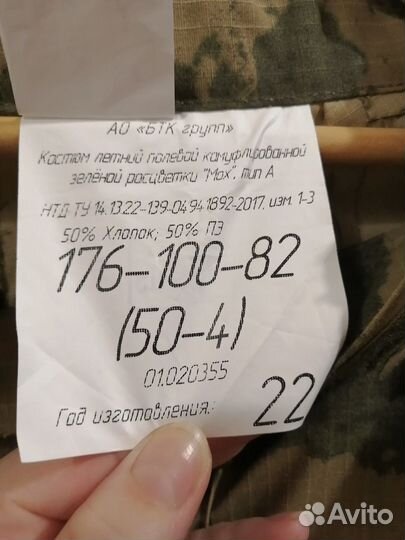 АО «БТК групп»
Костюм летний полевой камуфлированной
зелёной расцветки "Мох", тип А
НТД ТУ 14.13.22-139-04941892-2017. изм. 1-3
50% Хлопок; 50% ПЭ
176-100-82
(50-4)
01.020355
Год изготовления: 22
Avito